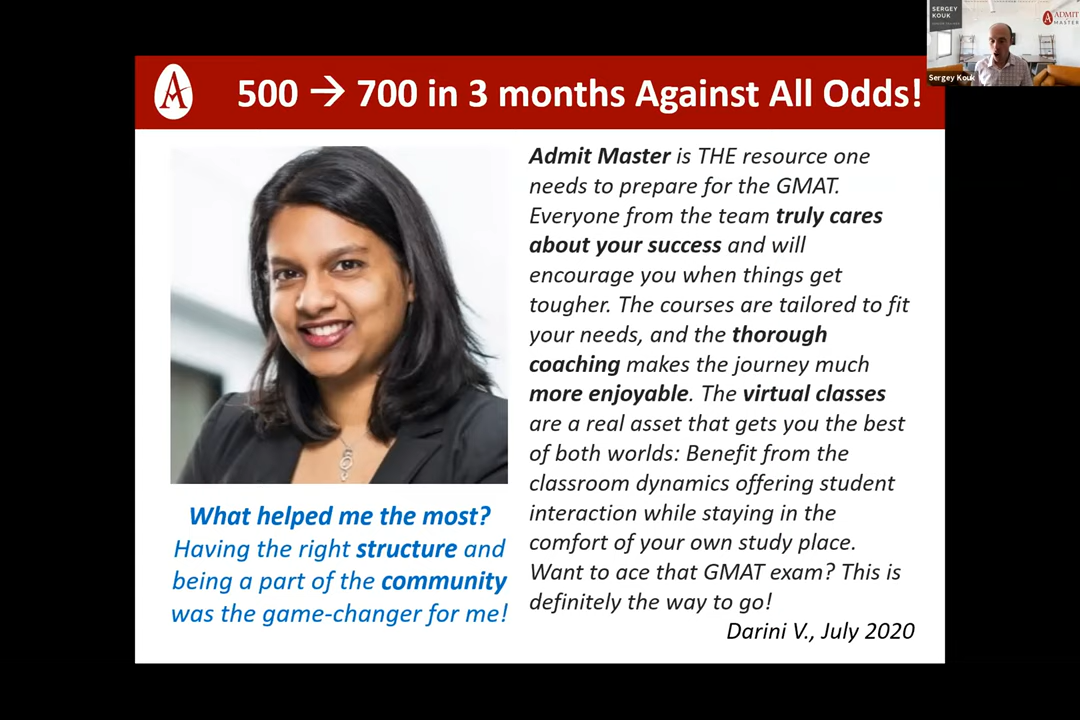 500 → 700 in 3 months Against All Odds!
SERGEY
KOUK
ADMIT
MASTER
Sergey Kouk
Admit Master is THE resource one
needs to prepare for the GMAT.
Everyone from the team truly cares
about your success and will
encourage you when things get
tougher. The courses are tailored to fit
your needs, and the thorough
coaching makes the journey much
more enjoyable. The virtual classes
are a real asset that gets you the best
of both worlds: Benefit from the
classroom dynamics offering student
interaction while staying in the
comfort of your own study place.
Want to ace that GMAT exam? This is
definitely the way to go!
Darini V., July 2020
What helped me the most?
Having the right structure and
being a part of the community
was the game-changer for me!